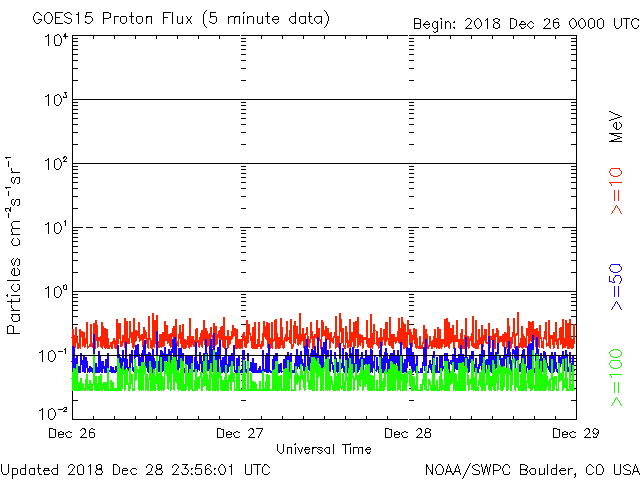 GOES15 Proton Flux (5 minute data)
Begin: 2018 Dec 26 0000 UTC
Particles cm⁻²s⁻¹sr⁻¹
10⁴
10³
10²
10¹
10⁰
10⁻¹
10⁻²
Dec 26
Dec 27
Dec 28
Dec 29
Universal Time
MeV
>=10
>=50
>=100
Updated 2018 Dec 28 23:56:01 UTC
NOAA/SWPC Boulder, CO USA